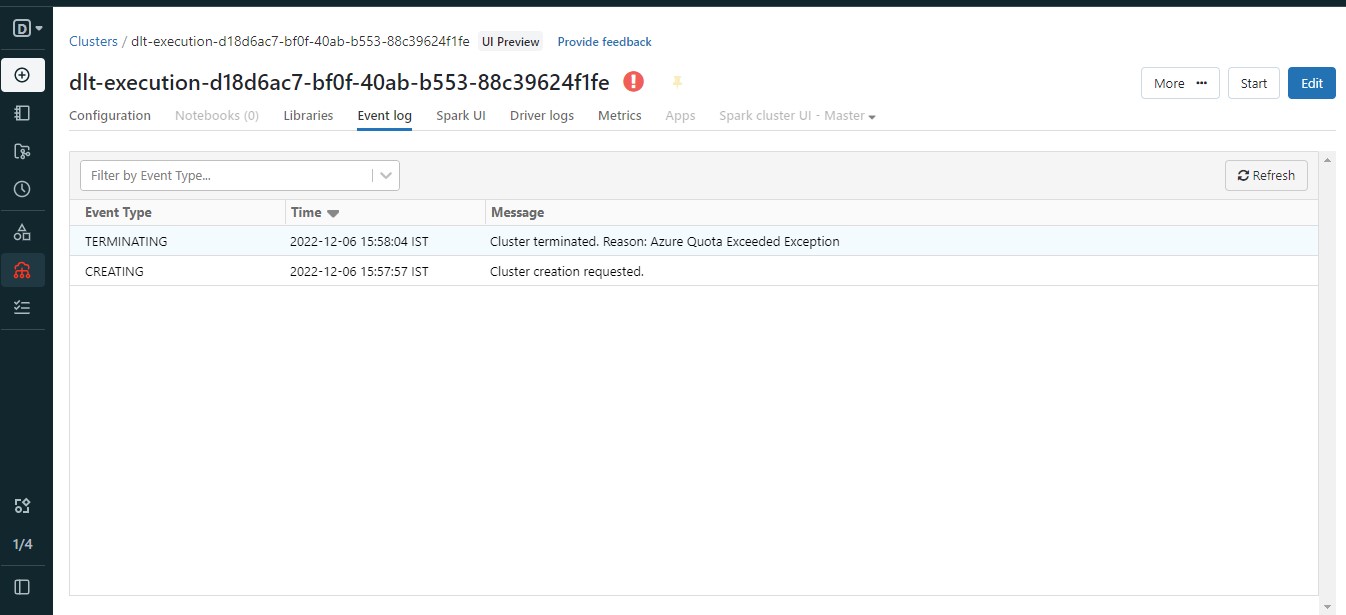 D
Clusters / dlt-execution-d18d6ac7-bf0f-40ab-b553-88c39624f1fe UI Preview Provide feedback
dlt-execution-d18d6ac7-bf0f-40ab-b553-88c39624f1fe ! More ··· Start Edit
Configuration Notebooks (0) Libraries Event log Spark UI Driver logs Metrics Apps Spark cluster UI - Master
Filter by Event Type... Refresh
Event Type Time Message
TERMINATING 2022-12-06 15:58:04 IST Cluster terminated. Reason: Azure Quota Exceeded Exception
CREATING 2022-12-06 15:57:57 IST Cluster creation requested.
1/4